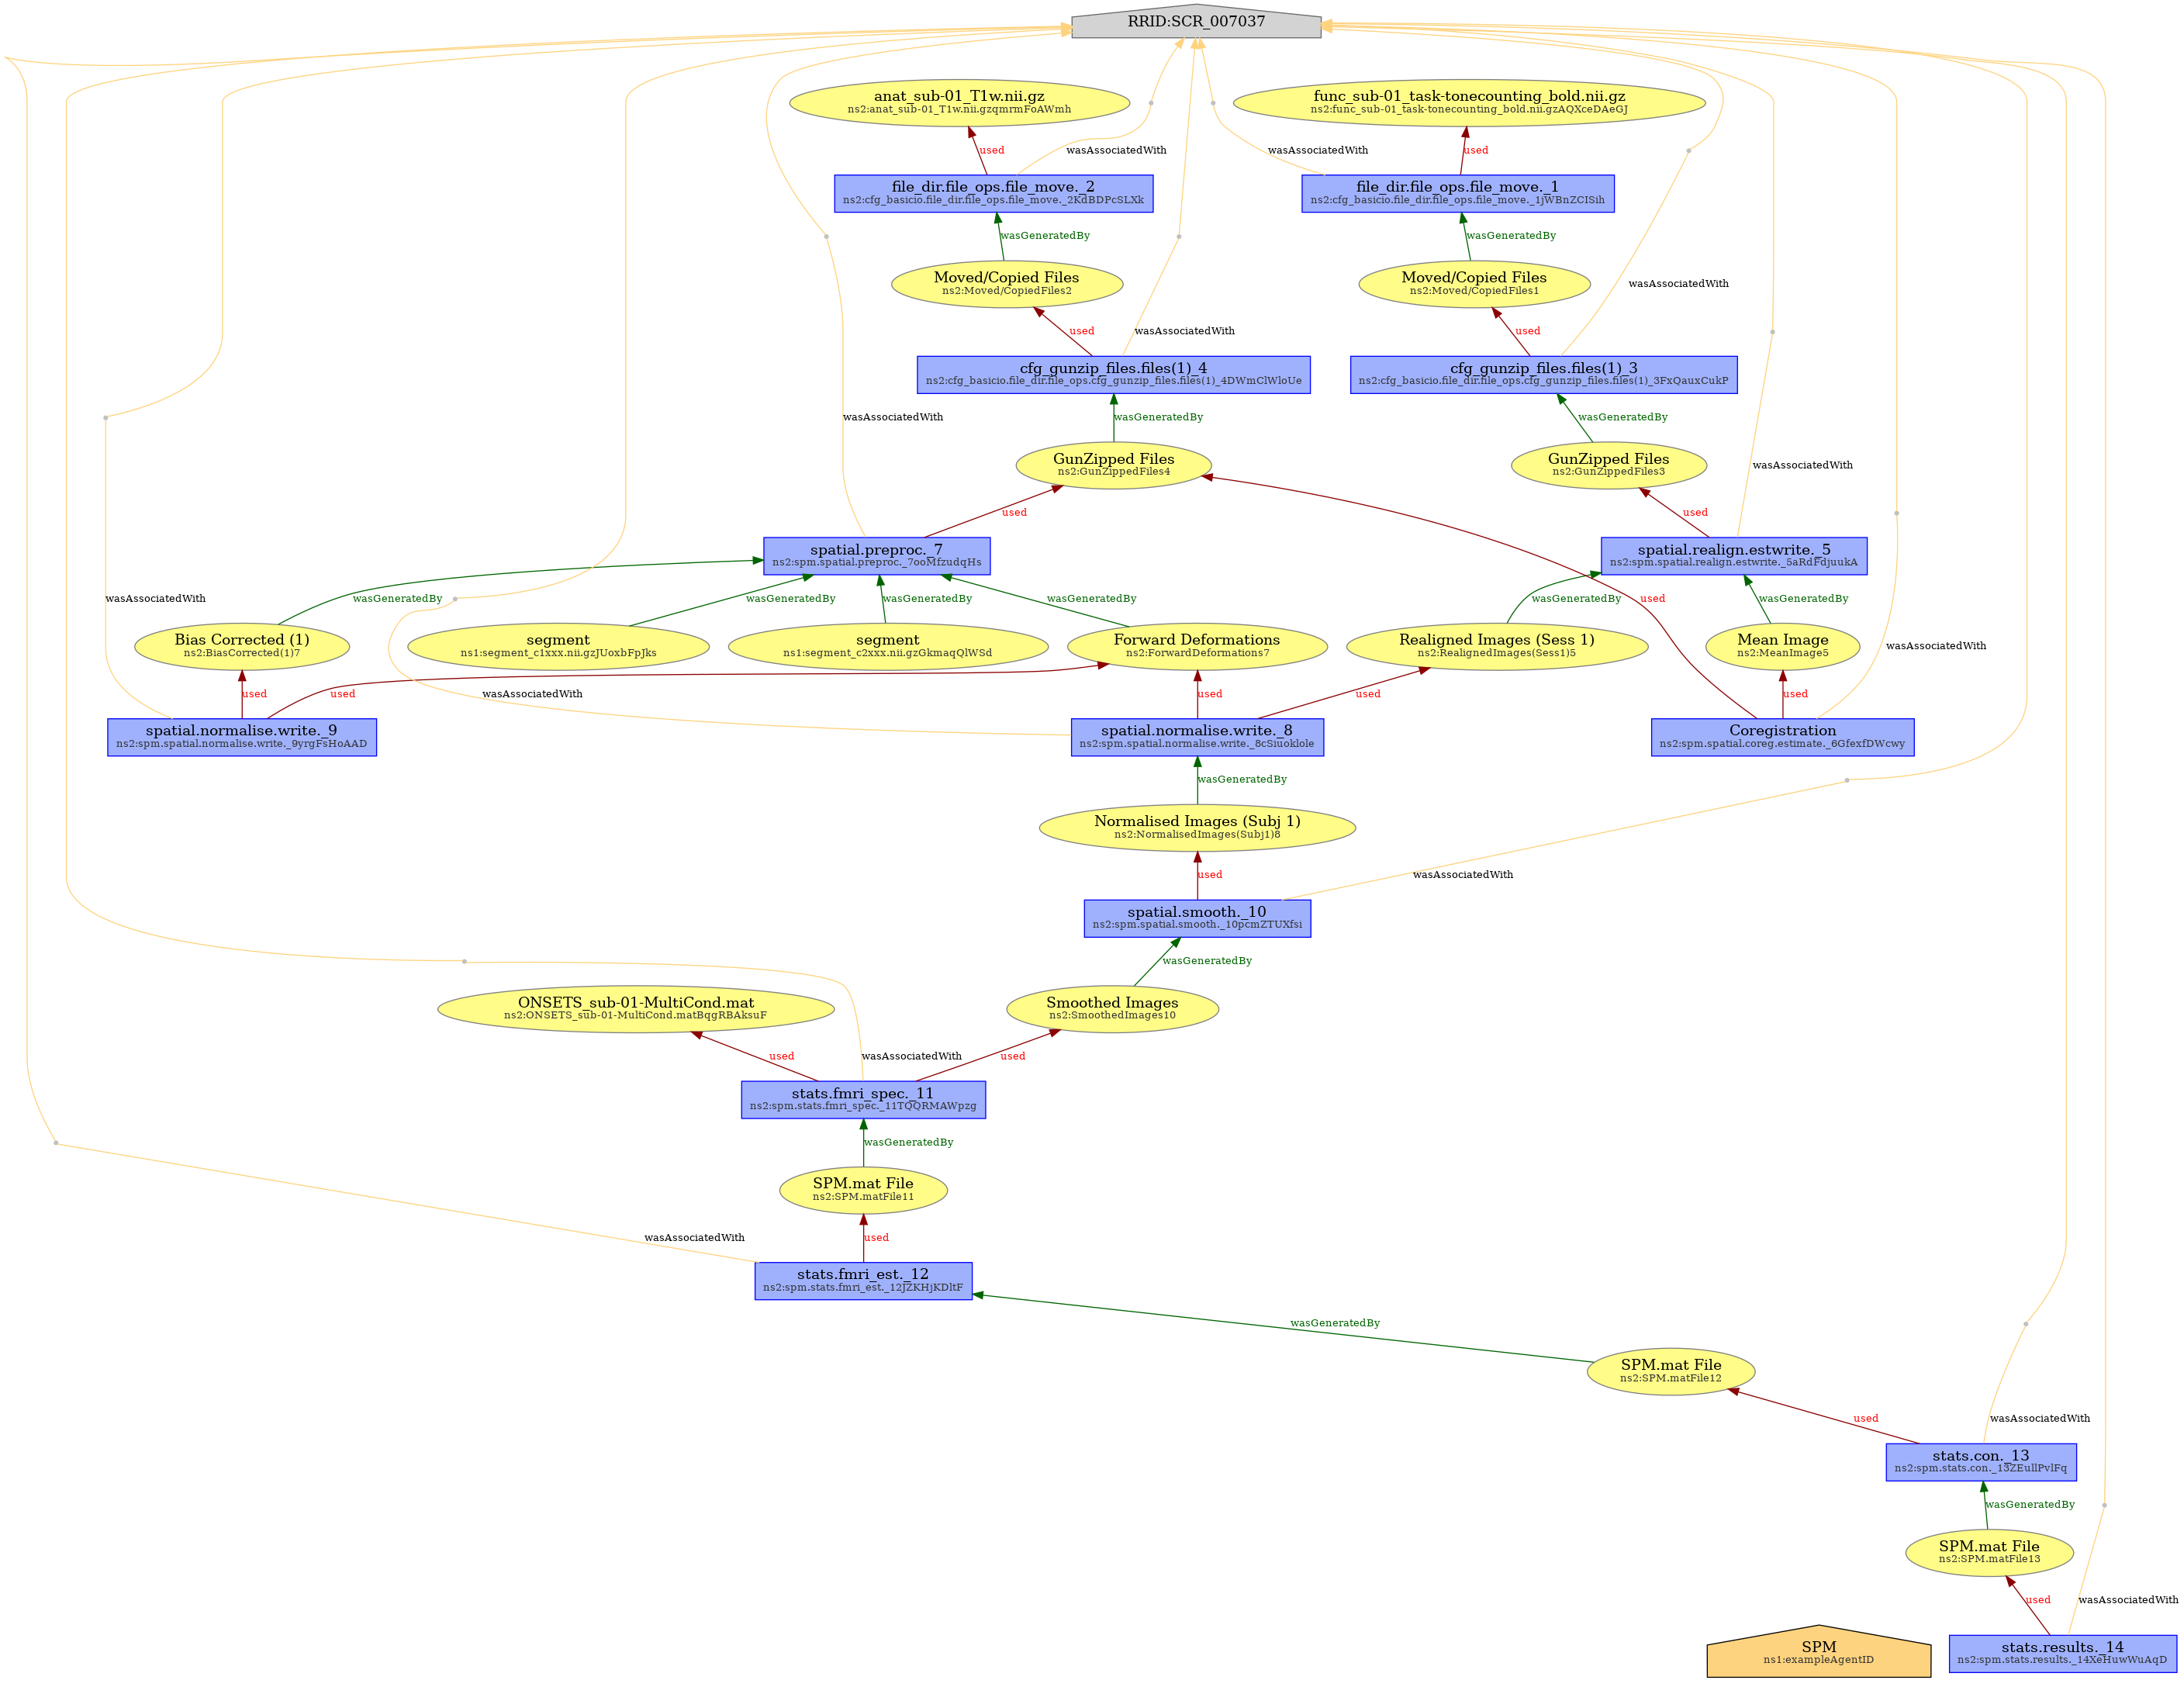 RRID:SCR_007037
anat_sub-01_T1w.nii.gz
ns2:anat_sub-01_T1w.nii.gzqmrmFoAWmh
func_sub-01_task-tonecounting_bold.nii.gz
ns2:func_sub-01_task-tonecounting_bold.nii.gzAQXceDAeGJ
used
wasAssociatedWith
wasAssociatedWith
used
file_dir.file_ops.file_move._2
ns2:cfg_basicio.file_dir.file_ops.file_move._2KdBDPcSLXk
file_dir.file_ops.file_move._1
ns2:cfg_basicio.file_dir.file_ops.file_move._1jWBnZCISih
wasGeneratedBy
wasGeneratedBy
Moved/Copied Files
ns2:Moved/CopiedFiles2
Moved/Copied Files
ns2:Moved/CopiedFiles1
wasAssociatedWith
used
wasAssociatedWith
used
cfg_gunzip_files.files(1)_4
ns2:cfg_basicio.file_dir.file_ops.cfg_gunzip_files.files(1)_4DWmClWloUe
cfg_gunzip_files.files(1)_3
ns2:cfg_basicio.file_dir.file_ops.cfg_gunzip_files.files(1)_3FxQauxCukP
wasAssociatedWith
wasGeneratedBy
wasGeneratedBy
GunZipped Files
ns2:GunZippedFiles4
GunZipped Files
ns2:GunZippedFiles3
wasAssociatedWith
used
used
spatial.preproc._7
ns2:spm.spatial.preproc._7ooMfzudqHs
spatial.realign.estwrite._5
ns2:spm.spatial.realign.estwrite._5aRdFdjuukA
wasAssociatedWith
wasGeneratedBy
wasGeneratedBy
wasGeneratedBy
wasGeneratedBy
wasGeneratedBy
used
wasGeneratedBy
Bias Corrected (1)
ns2:BiasCorrected(1)7
segment
ns1:segment_c1xxx.nii.gzJUoxbFpJks
segment
ns1:segment_c2xxx.nii.gzGkmaqQlWSd
Forward Deformations
ns2:ForwardDeformations7
Realigned Images (Sess 1)
ns2:RealignedImages(Sess1)5
Mean Image
ns2:MeanImage5
wasAssociatedWith
used
used
wasAssociatedWith
used
used
used
spatial.normalise.write._9
ns2:spm.spatial.normalise.write._9yrgFsHoAAD
spatial.normalise.write._8
ns2:spm.spatial.normalise.write._8cSiuoklole
Coregistration
ns2:spm.spatial.coreg.estimate._6GfexfDWcwy
wasGeneratedBy
Normalised Images (Subj 1)
ns2:NormalisedImages(Subj1)8
used
wasAssociatedWith
spatial.smooth._10
ns2:spm.spatial.smooth._10pcmZTUXfsi
wasGeneratedBy
ONSETS_sub-01-MultiCond.mat
ns2:ONSETS_sub-01-MultiCond.matBqgRBAksuF
Smoothed Images
ns2:SmoothedImages10
used
wasAssociatedWith
used
stats.fmri_spec._11
ns2:spm.stats.fmri_spec._11TQQRMAWpzg
wasGeneratedBy
SPM.mat File
ns2:SPM.matFile11
wasAssociatedWith
used
stats.fmri_est._12
ns2:spm.stats.fmri_est._12JZKHjKDltF
wasGeneratedBy
SPM.mat File
ns2:SPM.matFile12
used
wasAssociatedWith
stats.con._13
ns2:spm.stats.con._13ZEullPvlFq
wasGeneratedBy
SPM.mat File
ns2:SPM.matFile13
used
wasAssociatedWith
SPM
ns1:exampleAgentID
stats.results._14
ns2:spm.stats.results._14XeHuwWuAqD